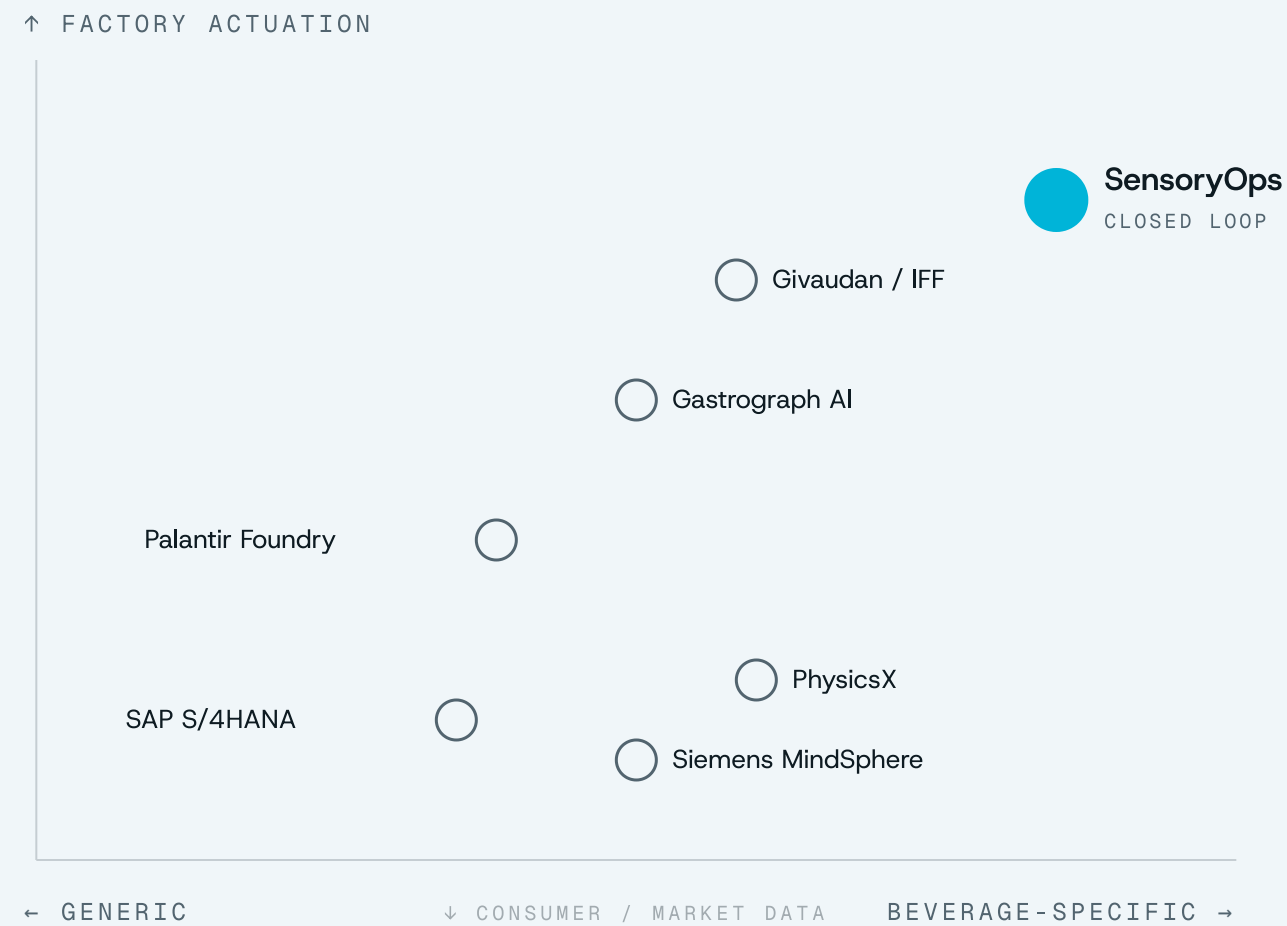 ↑ FACTORY ACTUATION
SensoryOps
CLOSED LOOP
Givaudan / IFF
Gastrograph AI
Palantir Foundry
PhysicsX
SAP S/4HANA
Siemens MindSphere
← GENERIC
↓ CONSUMER / MARKET DATA
BEVERAGE-SPECIFIC →